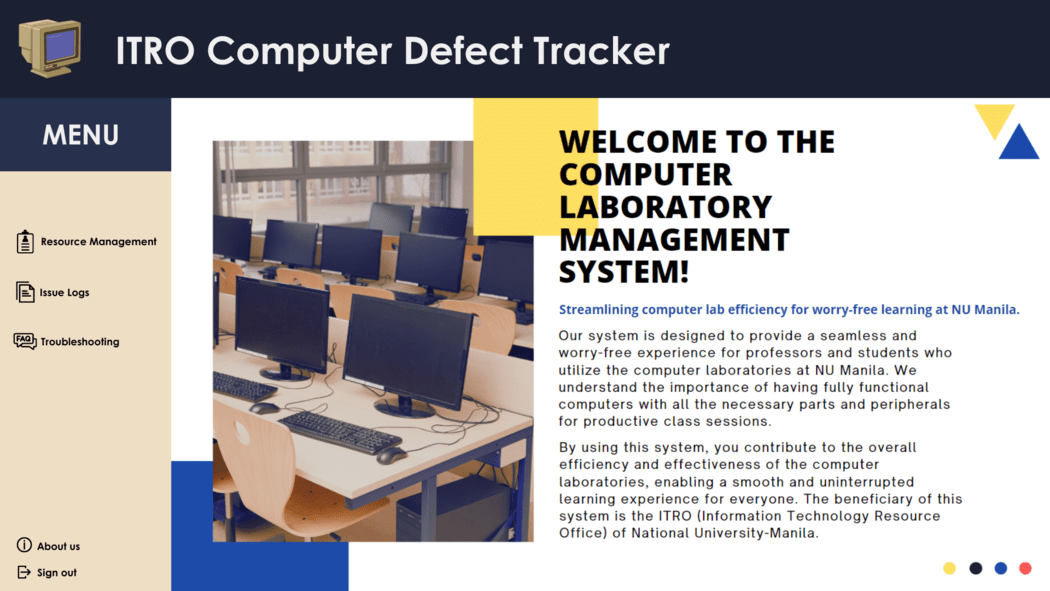 ITRO Computer Defect Tracker
MENU
Resource Management
Issue Logs
FAQ
Troubleshooting
About us
Sign out
WELCOME TO THE
COMPUTER
LABORATORY
MANAGEMENT
SYSTEM!
Streamlining computer lab efficiency for worry-free learning at NU Manila.
Our system is designed to provide a seamless and
worry-free experience for professors and students who
utilize the computer laboratories at NU Manila. We
understand the importance of having fully functional
computers with all the necessary parts and peripherals
for productive class sessions.
By using this system, you contribute to the overall
efficiency and effectiveness of the computer
laboratories, enabling a smooth and uninterrupted
learning experience for everyone. The beneficiary of this
system is the ITRO (Information Technology Resource
Office) of National University-Manila.